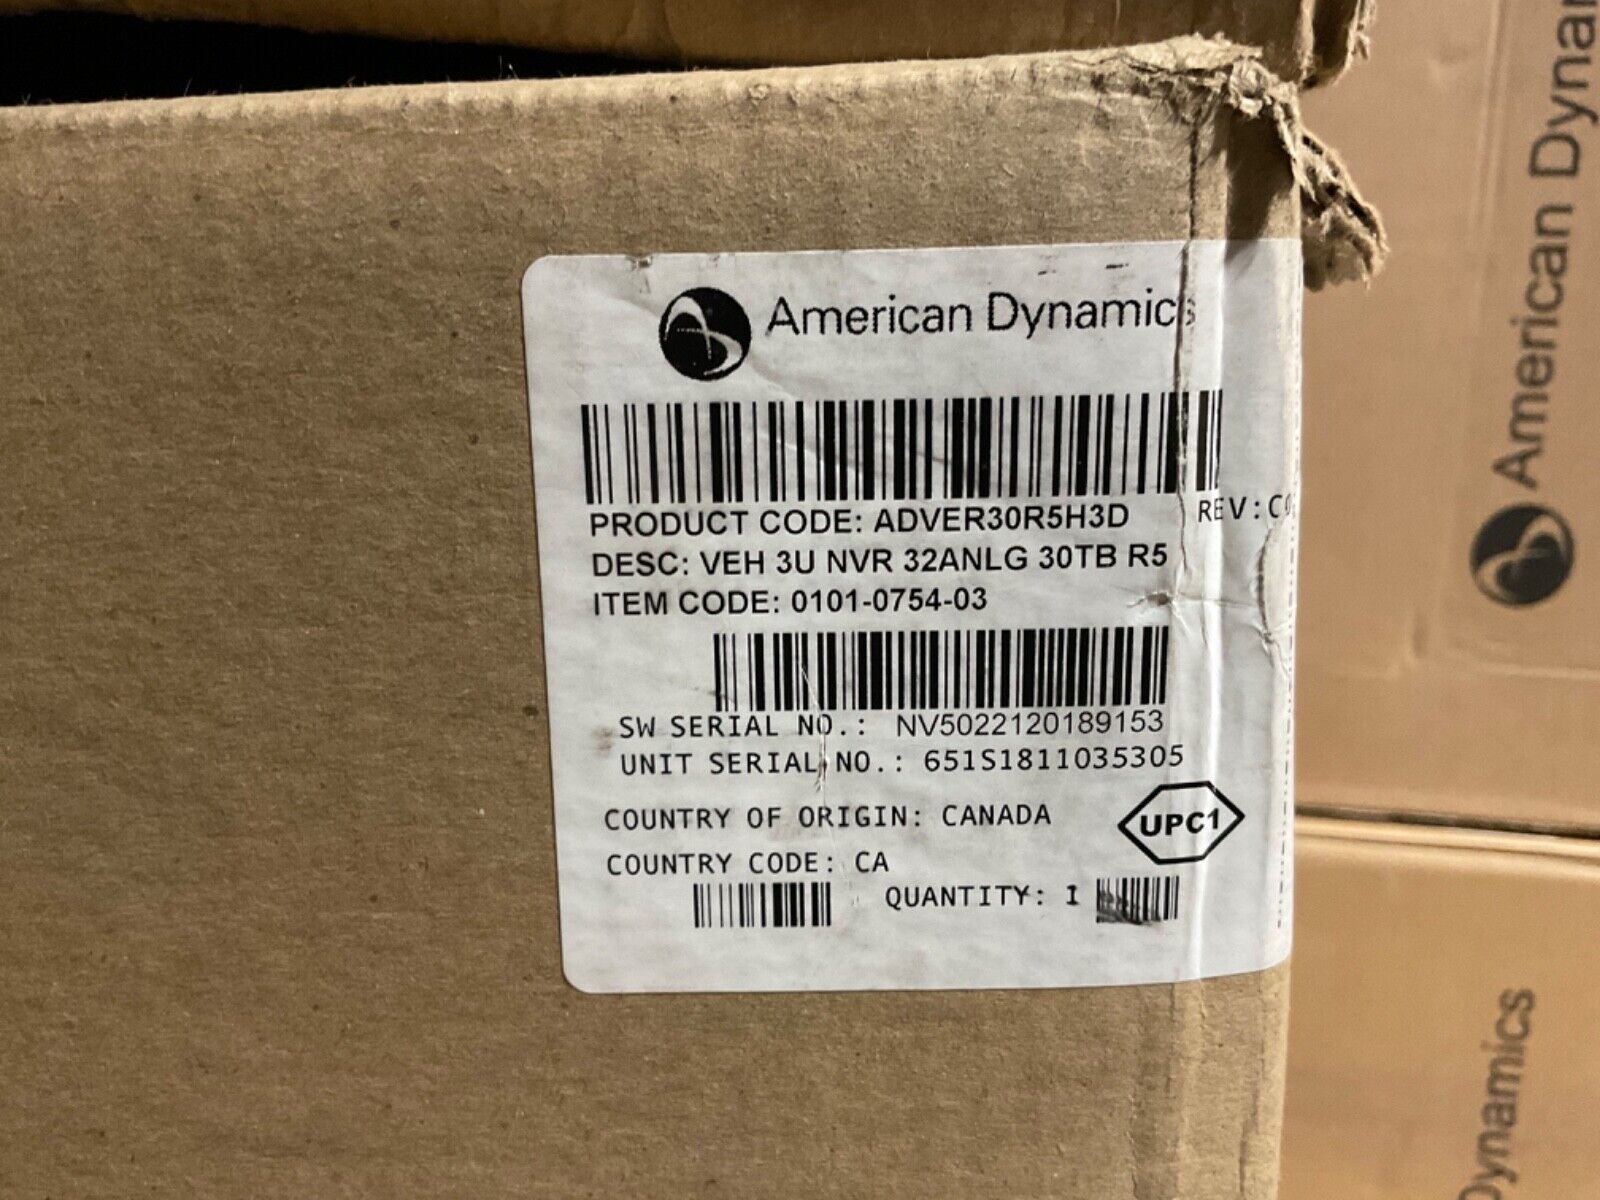 American Dynamics
PRODUCT CODE: ADVER30R5H3D
REV:C0
DESC: VEH 3U NVR 32ANLG 30TB R5
ITEM CODE: 0101-0754-03
SW SERIAL NO.: NV5022120189153
UNIT SERIAL NO.: 651S1811035305
COUNTRY OF ORIGIN: CANADA
UPC1
COUNTRY CODE: CA
QUANTITY: 1
American Dynam
Dynamics